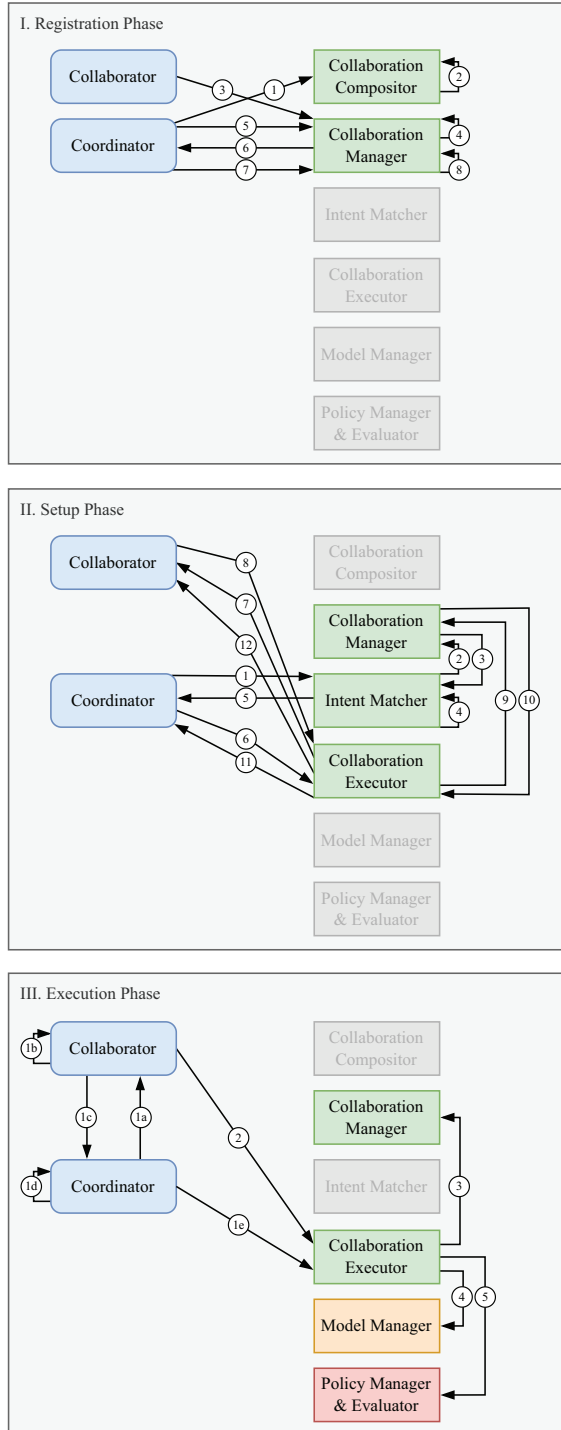 I. Registration Phase
Collaborator
Collaboration
Compositor
2
3
1
Coordinator
5
6
7
Collaboration
Manager
4
8
Intent Matcher
Collaboration
Executor
Model Manager
Policy Manager
& Evaluator
II. Setup Phase
Collaborator
8
7
12
Collaboration
Compositor
Collaboration
Manager
2
3
Coordinator
1
5
6
11
Intent Matcher
4
9
10
Collaboration
Executor
Model Manager
Policy Manager
& Evaluator
III. Execution Phase
1b
Collaborator
Collaboration
Compositor
1c
1a
2
Collaboration
Manager
1d
Coordinator
1e
Intent Matcher
3
Collaboration
Executor
4
5
Model Manager
Policy Manager
& Evaluator